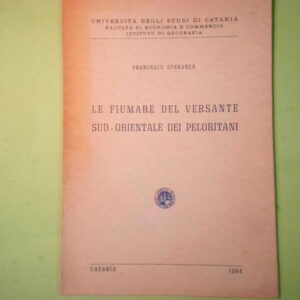 UNIVERSITÀ DEGLI STUDI DI CATANIA
FACOLTÀ DI ECONOMIA E COMMERCIO
ISTITUTO DI GEOGRAFIA
FRANCESCO SPERANZA
LE FIUMARE DEL VERSANTE
SUD-ORIENTALE DEI PELORITANI
CATANIA